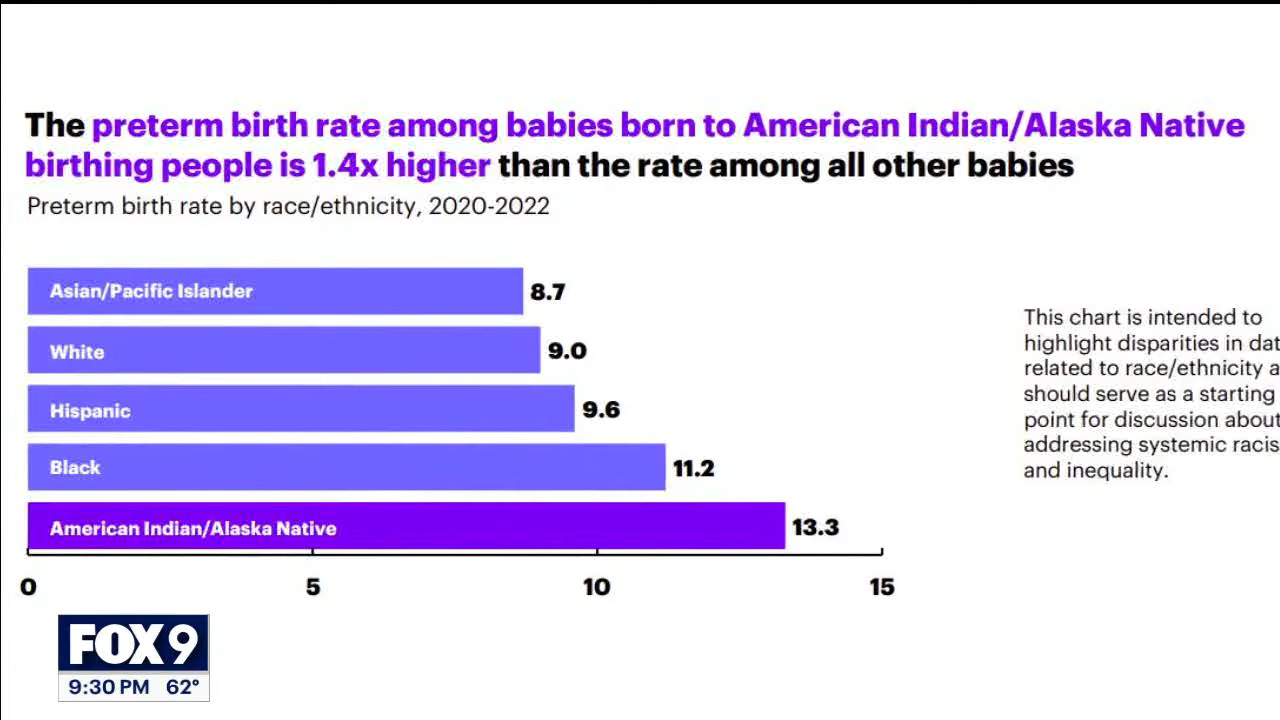 The preterm birth rate among babies born to American Indian/Alaska Native
birthing people is 1.4x higher than the rate among all other babies
Preterm birth rate by race/ethnicity, 2020-2022
Asian/Pacific Islander 8.7
White 9.0
Hispanic 9.6
Black 11.2
American Indian/Alaska Native 13.3
0 5 10 15
This chart is intended to
highlight disparities in
related to race/ethnicity
should serve as a starting
point for discussion about
addressing systemic
and inequality.
FOX 9
9:30 PM 62°